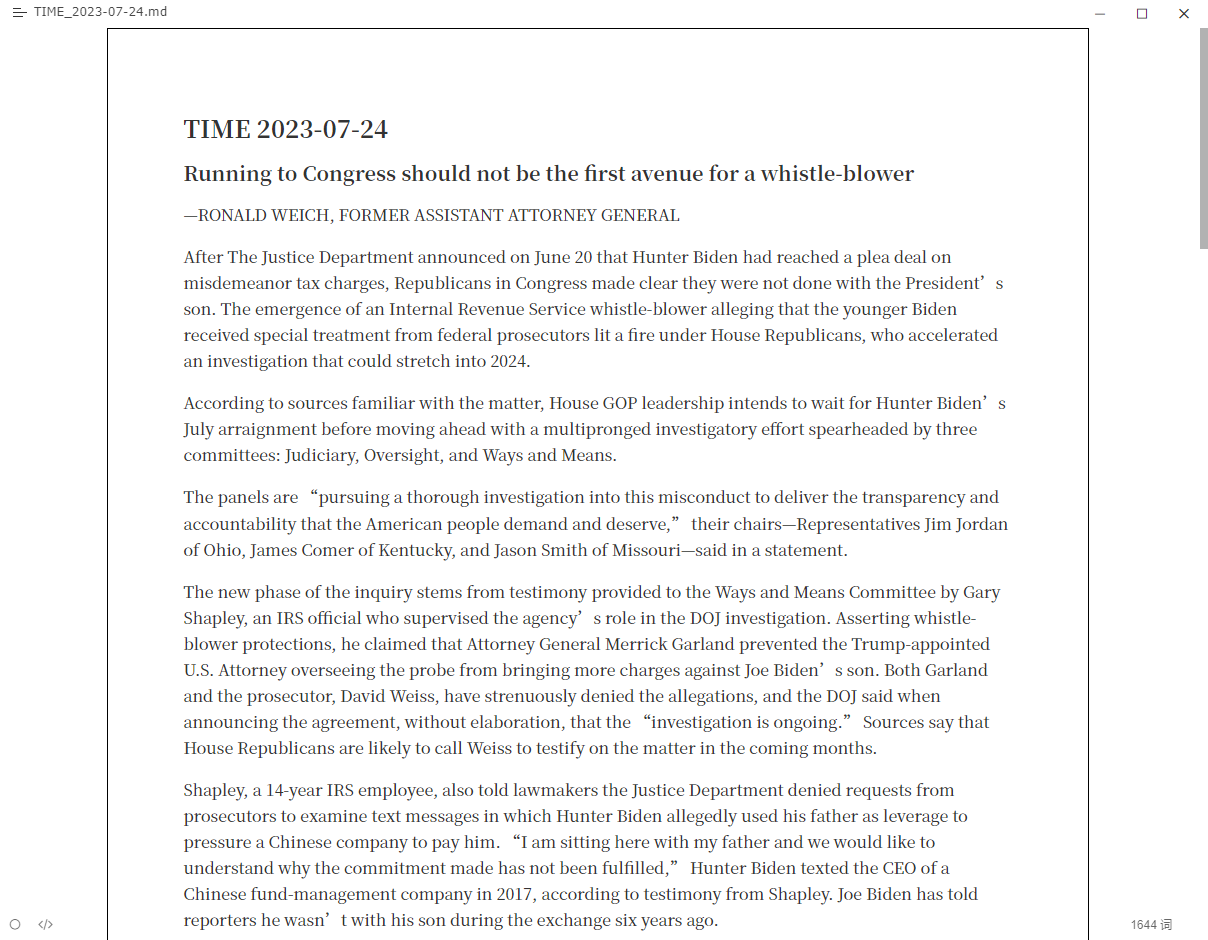 TIME_2023-07-24.md
TIME 2023-07-24
Running to Congress should not be the first avenue for a whistle-blower
—RONALD WEICH, FORMER ASSISTANT ATTORNEY GENERAL
After The Justice Department announced on June 20 that Hunter Biden had reached a plea deal on
misdemeanor tax charges, Republicans in Congress made clear they were not done with the President’s
son. The emergence of an Internal Revenue Service whistle-blower alleging that the younger Biden
received special treatment from federal prosecutors lit a fire under House Republicans, who accelerated
an investigation that could stretch into 2024.
According to sources familiar with the matter, House GOP leadership intends to wait for Hunter Biden’s
July arraignment before moving ahead with a multipronged investigatory effort spearheaded by three
committees: Judiciary, Oversight, and Ways and Means.
The panels are “pursuing a thorough investigation into this misconduct to deliver the transparency and
accountability that the American people demand and deserve,” their chairs—Representatives Jim Jordan
of Ohio, James Comer of Kentucky, and Jason Smith of Missouri—said in a statement.
The new phase of the inquiry stems from testimony provided to the Ways and Means Committee by Gary
Shapley, an IRS official who supervised the agency’s role in the DOJ investigation. Asserting whistle-
blower protections, he claimed that Attorney General Merrick Garland prevented the Trump-appointed
U.S. Attorney overseeing the probe from bringing more charges against Joe Biden’s son. Both Garland
and the prosecutor, David Weiss, have strenuously denied the allegations, and the DOJ said when
announcing the agreement, without elaboration, that the “investigation is ongoing.” Sources say that
House Republicans are likely to call Weiss to testify on the matter in the coming months.
Shapley, a 14-year IRS employee, also told lawmakers the Justice Department denied requests from
prosecutors to examine text messages in which Hunter Biden allegedly used his father as leverage to
pressure a Chinese company to pay him. “I am sitting here with my father and we would like to
understand why the commitment made has not been fulfilled,” Hunter Biden texted the CEO of a
Chinese fund-management company in 2017, according to testimony from Shapley. Joe Biden has told
reporters he wasn’t with his son during the exchange six years ago.
1644 词